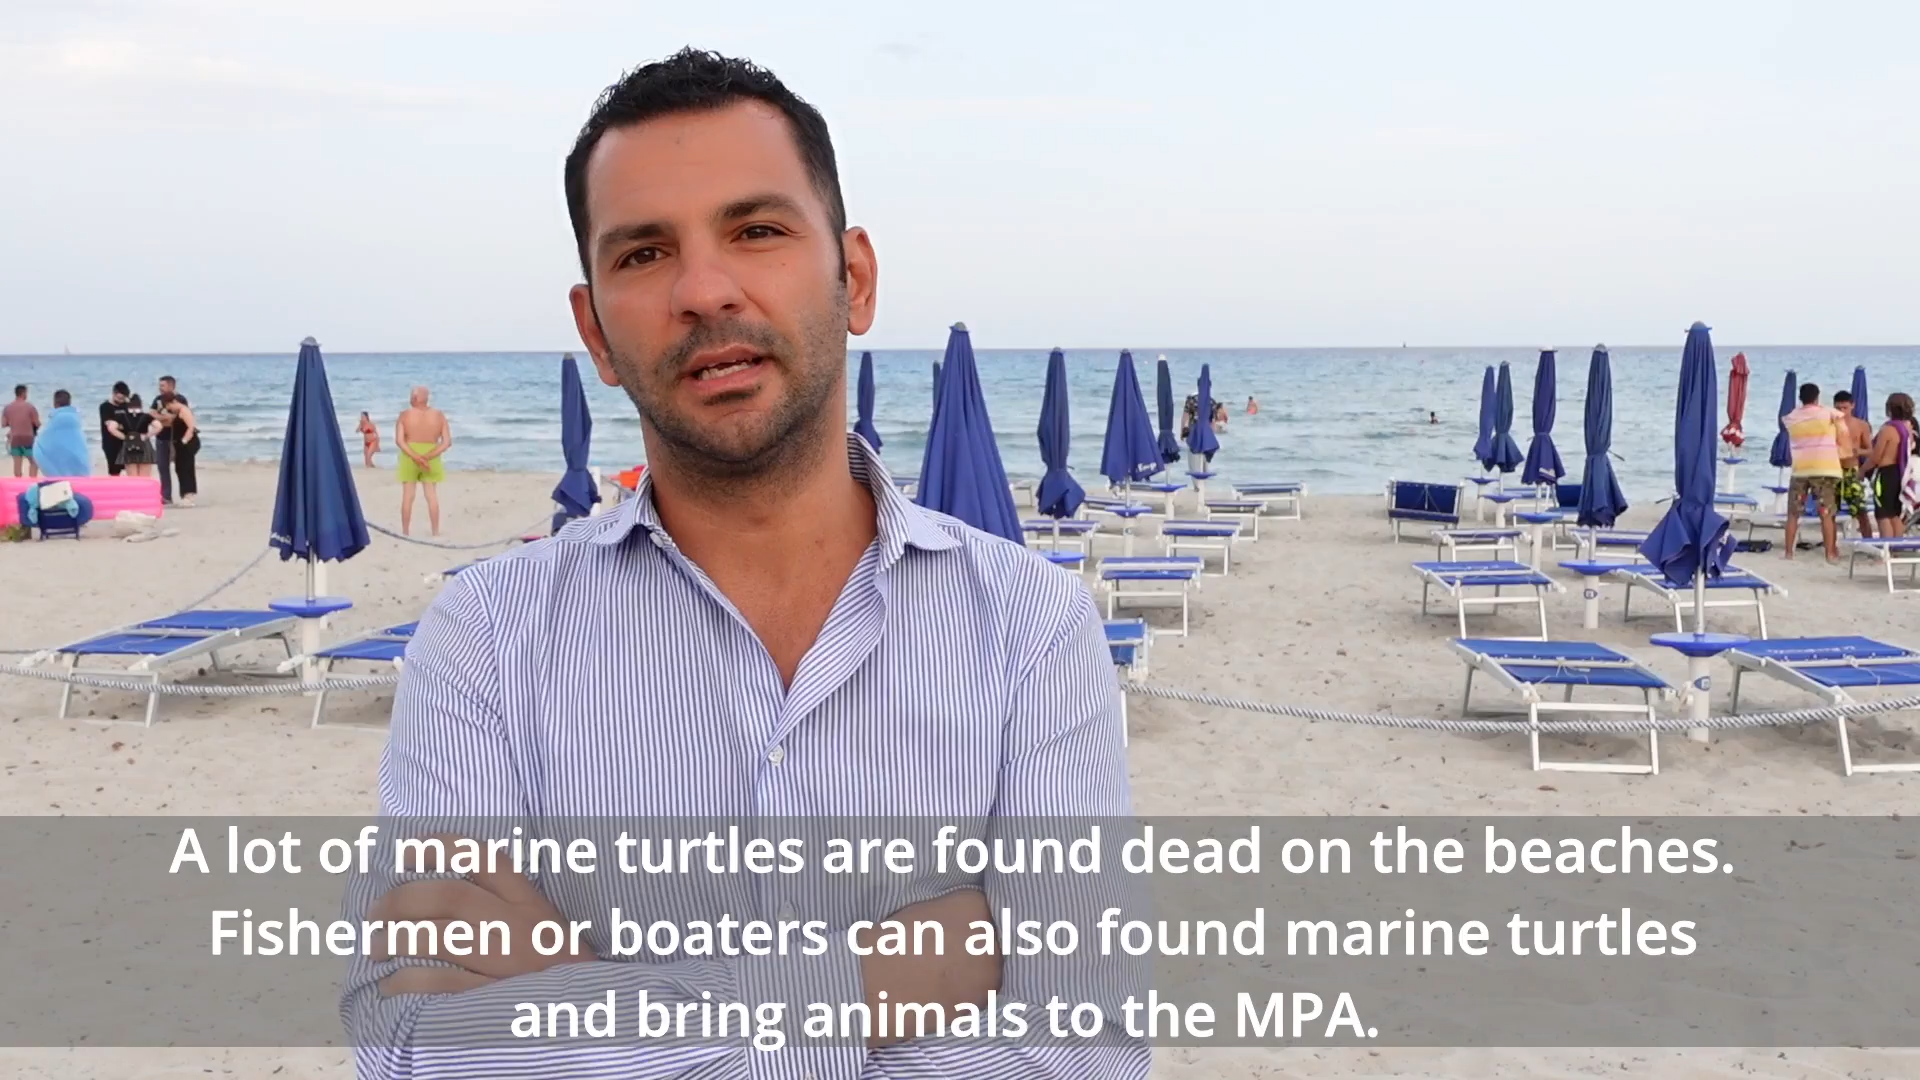 A lot of marine turtles are found dead on the beaches.
Fishermen or boaters can also found marine turtles
and bring animals to the MPA.